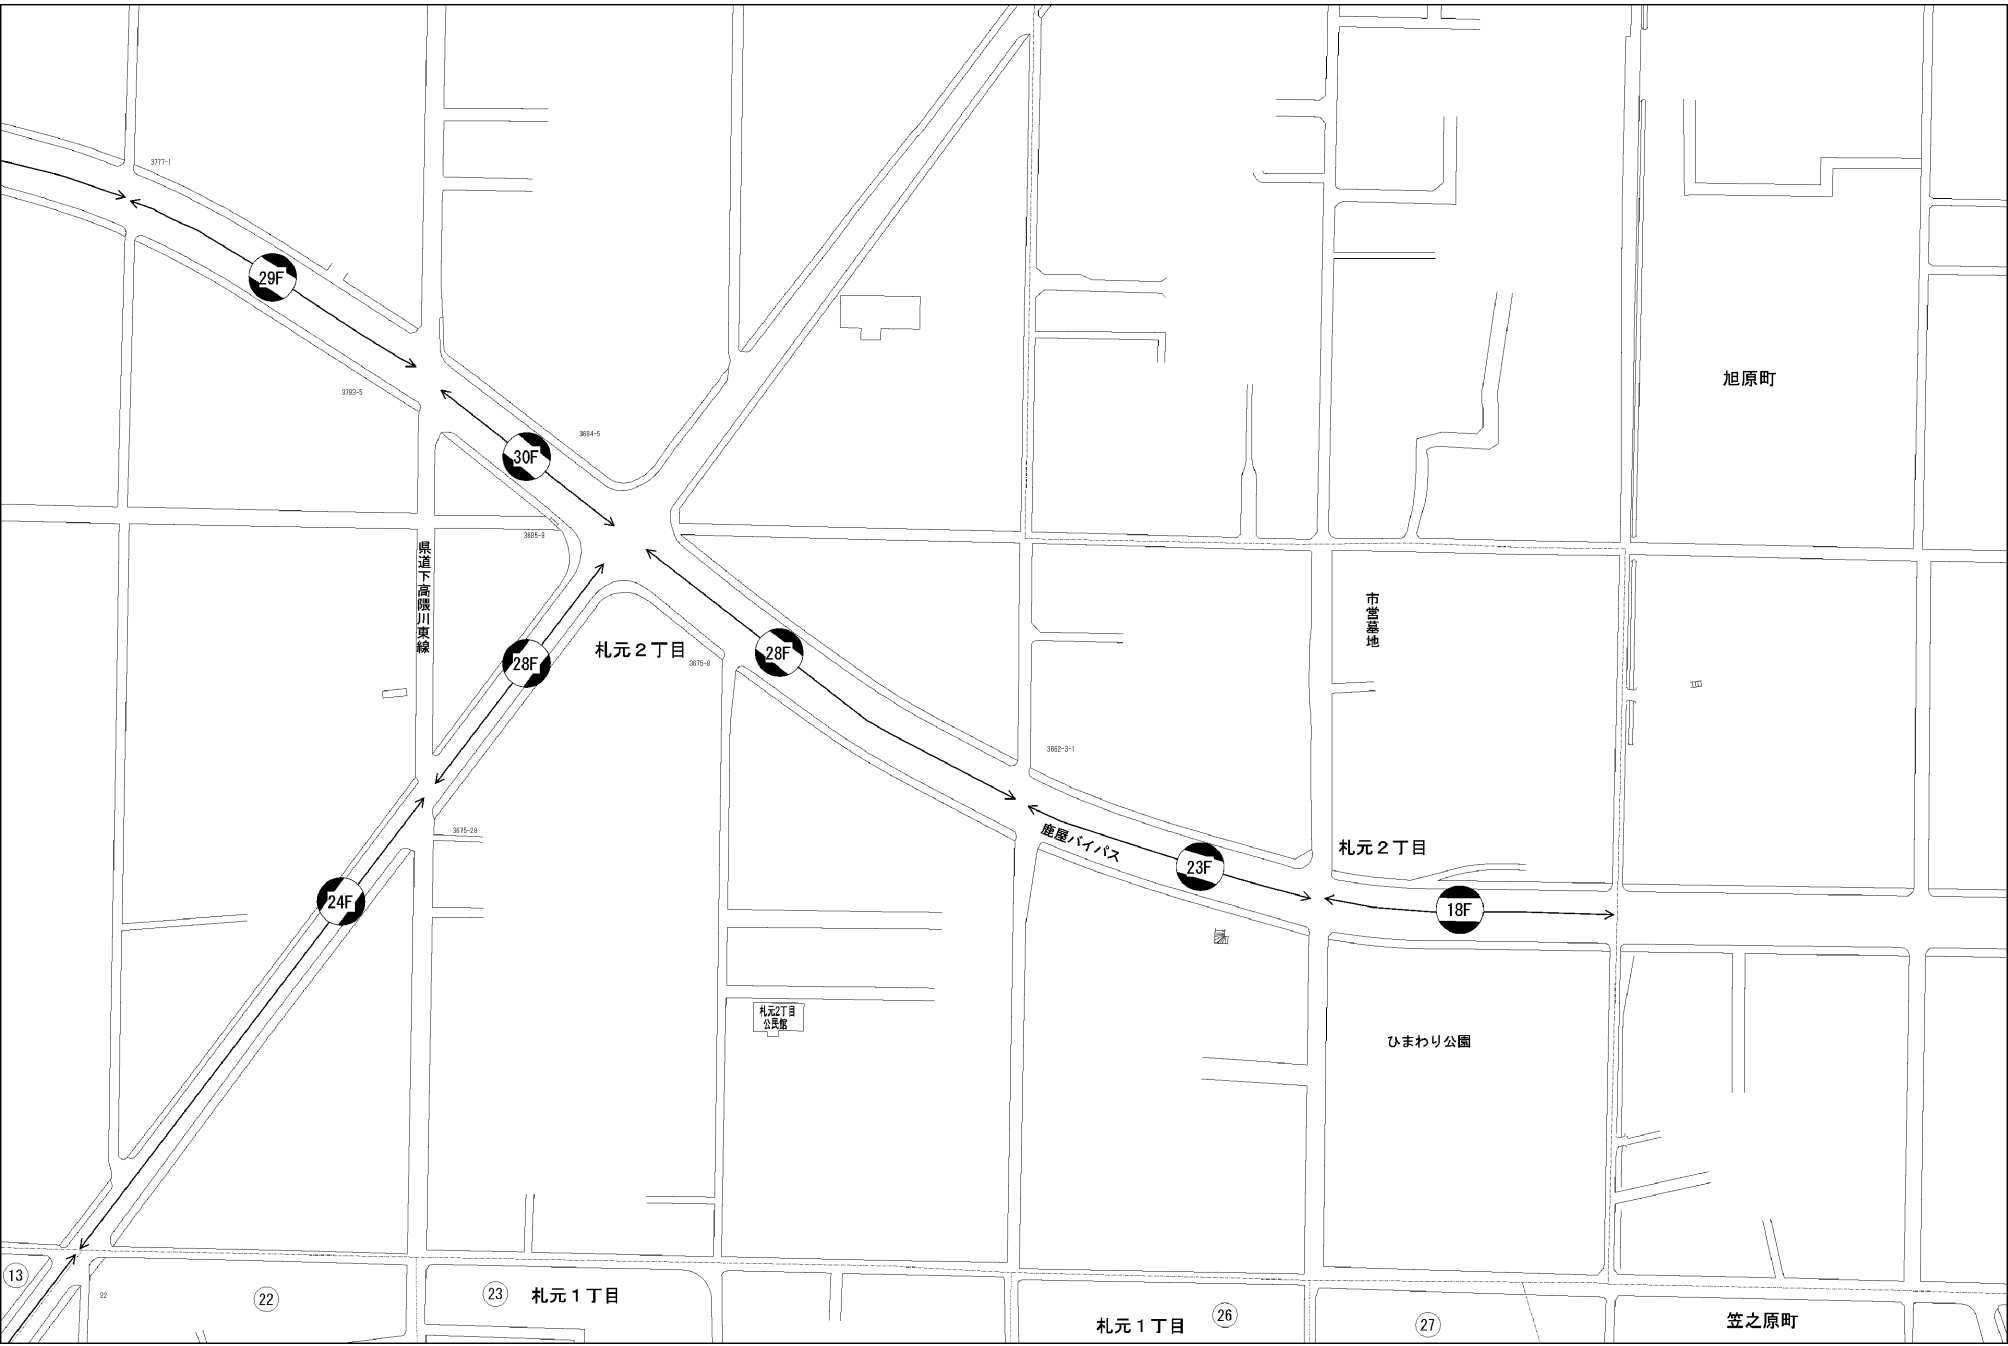 3777-1
29F
旭原町
3793-5
3684-5
30F
3685-9
県道下高隈川東線
市営墓地
札元２丁目
28F
28F
3675-8
3662-3-1
3675-28
鹿屋バイパス
札元２丁目
23F
24F
18F
札元2丁目
公民館
ひまわり公園
13
22
22
23
札元１丁目
札元１丁目
26
27
笠之原町